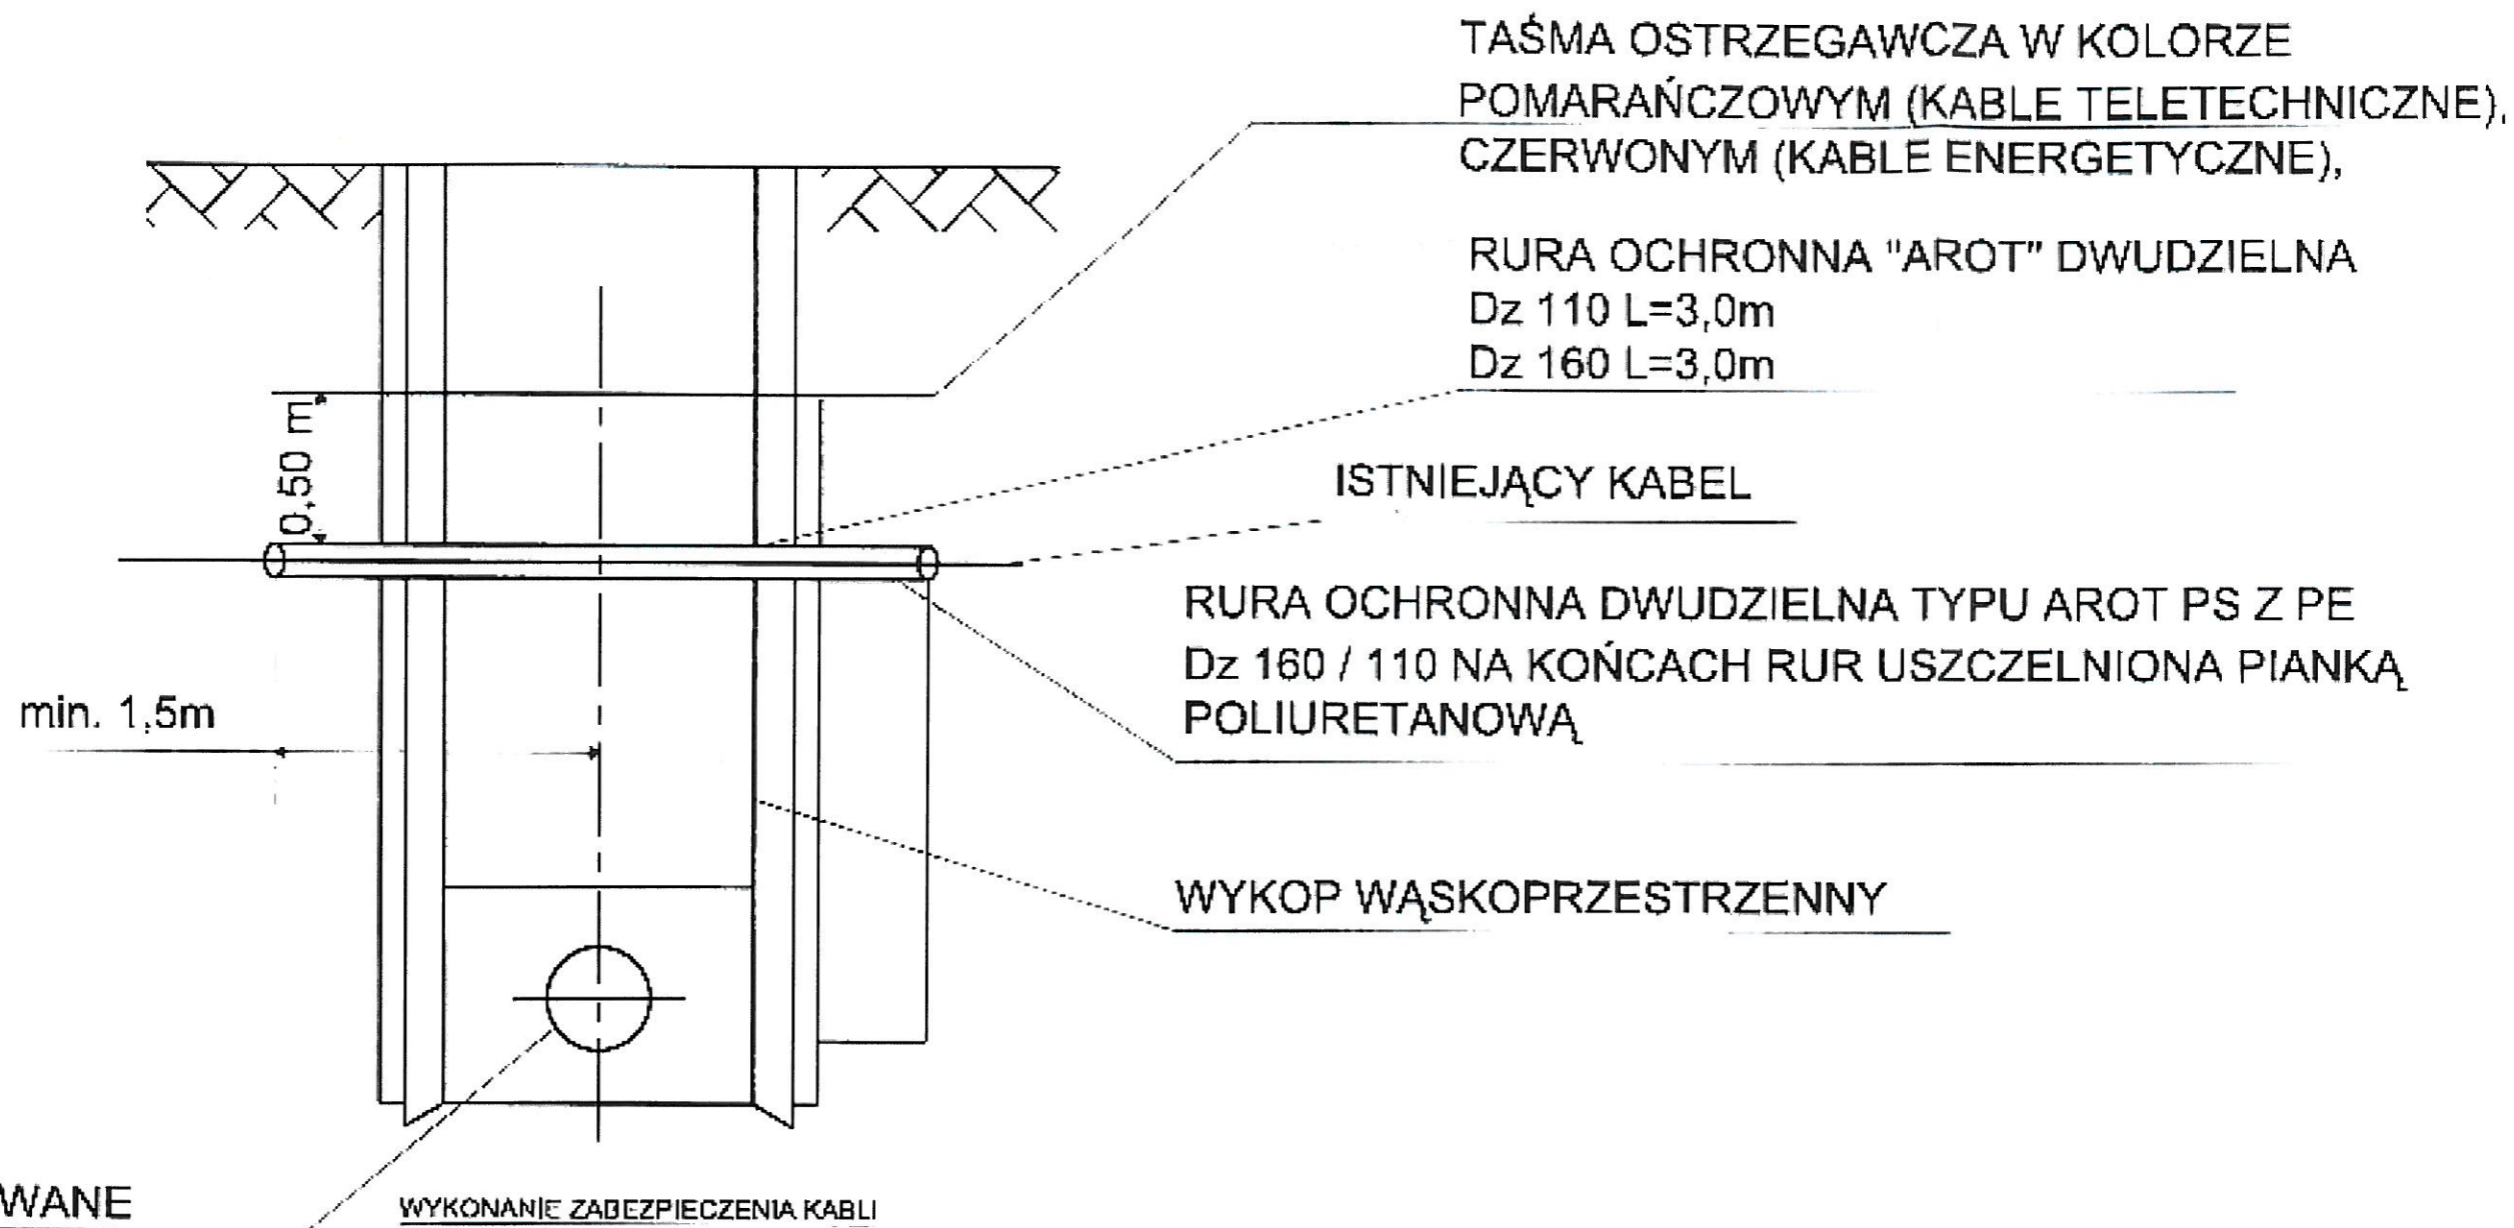 TAŚMA OSTRZEGAWCZA W KOLORZE
POMARAŃCZOWYM (KABLE TELETECHNICZNE),
CZERWONYM (KABLE ENERGETYCZNE),
RURA OCHRONNA "AROT" DWUDZIELNA
Dz 110 L=3,0m
Dz 160 L=3,0m
0,50 m
ISTNIEJĄCY KABEL
RURA OCHRONNA DWUDZIELNA TYPU AROT PS Z PE
Dz 160 / 110 NA KOŃCACH RUR USZCZELNIONA PIANKĄ
POLIURETANOWĄ
min. 1,5m
WYKOP WĄSKOPRZESTRZENNY
WANE
WYKONANIE ZABEZPIECZENIA KABLI